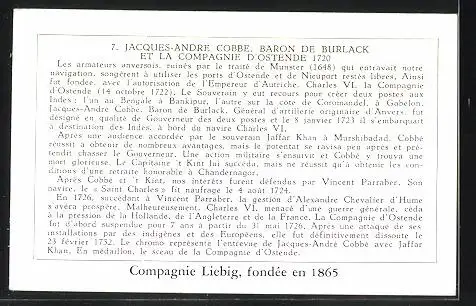 7. JACQUES-ANDRE COBBE, BARON DE BURLACK
ET LA COMPAGNIE D'OSTENDE 1720
Les armateurs anversois, ruinés par le traité de Munster (1648) qui entravait notre
navigation, songèrent à utiliser les ports d'Ostende et de Nieuport restés libres. Ainsi
fut fondée, avec l'autorisation de l'Empereur d'Autriche, Charles VI, la Compagnie
d'Ostende (14 octobre 1722). Le Souverain y eut recours pour créer deux postes aux
Indes : l'un au Bengale à Bankipur, l'autre sur la cote de Coromandel, à Gabelon.
Jacques-André Cobbe, Baron de Burlack, Général d'artillerie originaire d'Anvers, fut
désigné en qualité de Gouverneur des deux postes et le 8 janvier 1723 il s'embarquait
à destination des Indes, à bord du navire Charles VI.
Après une audience accordée par le souverain Jaffar Khan à Murshibadad, Cobbé
réussit à obtenir de nombreux avantages, mais le potentat se ravisa peu après et pré-
tendit chasser le Gouverneur. Une action militaire s'ensuivit et Cobbé y trouva une
mort glorieuse. Le Capitaine 't Kint lui succéda, mais ne réussit qu'à obtenir les con-
ditions d'une retraite honorable à Chandernagor.
Après Cobbé et 't Kint, nos intérêts furent défendus par Vincent Parraber. Son
navire, le « Saint Charles » fit naufrage le 4 août 1724.
En 1726, succédant à Vincent Parraber, la gestion d'Alexandre Chevalier d'Hume
s'avéra prospère. Malheureusement, Charles VI, menacé d'une guerre générale, céda
à la pression de la Hollande, de l'Angleterre et de la France. La Compagnie d'Ostende
fut d'abord suspendue pour 7 ans à partir du 31 mai 1726. Après une attaque de ses
installations par des indigènes et des Européens, elle fut définitivement dissoute le
23 février 1732. Le chromo représente l'entrevue de Jacques-André Cobbé avec Jaffar
Khan. En médaillon, le sceau de la Compagnie d'Ostende.
Compagnie Liebig, fondée en 1865